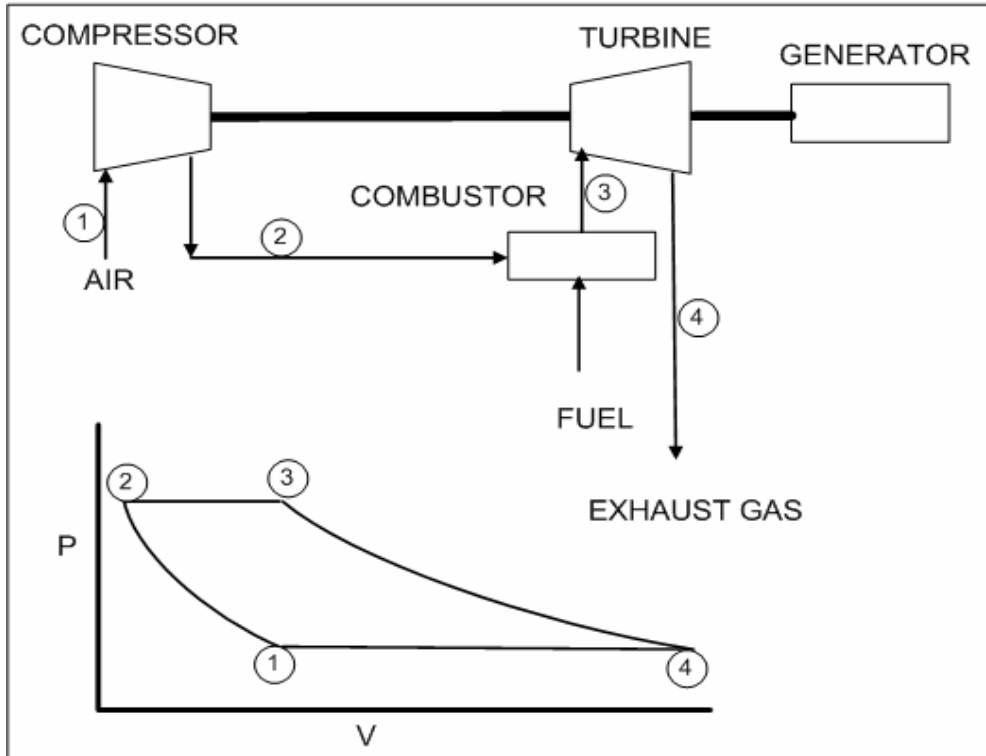 COMPRESSOR
TURBINE
GENERATOR
COMBUSTOR
3
1
2
AIR
4
FUEL
2
3
EXHAUST GAS
P
1
4
V